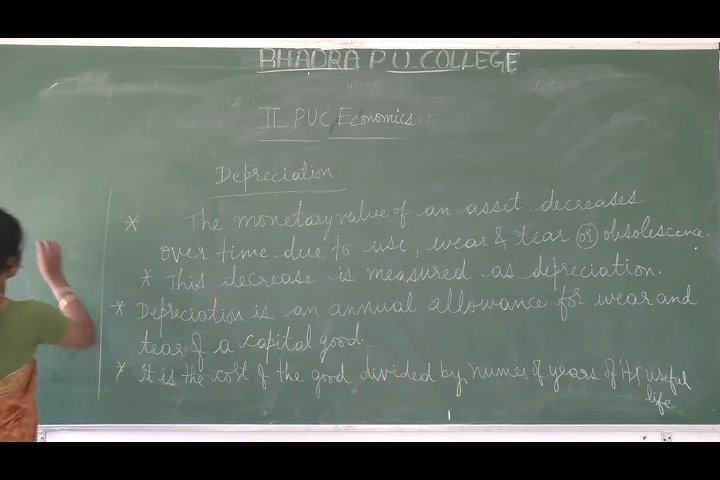 BHADRA P U COLLEGE
II PUC Economics
Depreciation
* The monetary value of an asset decreases
over time due to use, wear & tear or obsolescence.
* This decrease is measured as depreciation.
* Depreciation is an annual allowance for wear and
tear of a capital good.
* It is the cost of the good divided by, numer of years of its useful
life